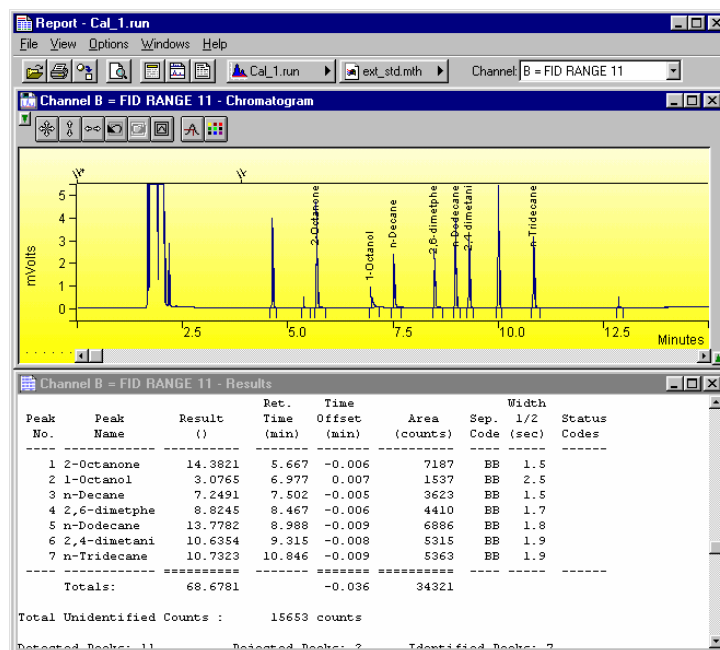 Report - Cal_1.run
File View Options Windows Help
Cal_1.run ext_std.mth Channel: B = FID RANGE 11
Channel B = FID RANGE 11 - Chromatogram
mVolts
5
4
3
2
1
0
2-Octanone
1-Octanol
n-Decane
2,6-dimetphe
n-Dodecane
2,4-dimetani
n-Tridecane
2.5 5.0 7.5 10.0 12.5
Minutes
Channel B = FID RANGE 11 - Results
Ret. Time Width
Peak Peak Result Time Offset Area Sep. 1/2 Status
No. Name () (min) (min) (counts) Code (sec) Codes
---- ------------ ---------- ------- ------- ---------- ---- ----- ------
1 2-Octanone 14.3821 5.667 -0.006 7187 BB 1.5
2 1-Octanol 3.0765 6.977 0.007 1537 BB 2.5
3 n-Decane 7.2491 7.502 -0.005 3623 BB 1.5
4 2,6-dimetphe 8.8245 8.467 -0.006 4410 BB 1.7
5 n-Dodecane 13.7782 8.988 -0.009 6886 BB 1.8
6 2,4-dimetani 10.6354 9.315 -0.008 5315 BB 1.9
7 n-Tridecane 10.7323 10.846 -0.009 5363 BB 1.9
---- ------------ ========== ------- ======= ========== ---- ----- ------
Totals: 68.6781 -0.036 34321
Total Unidentified Counts : 15653 counts
Detected Peaks: 11 Rejected Peaks: 2 Identified Peaks: 7